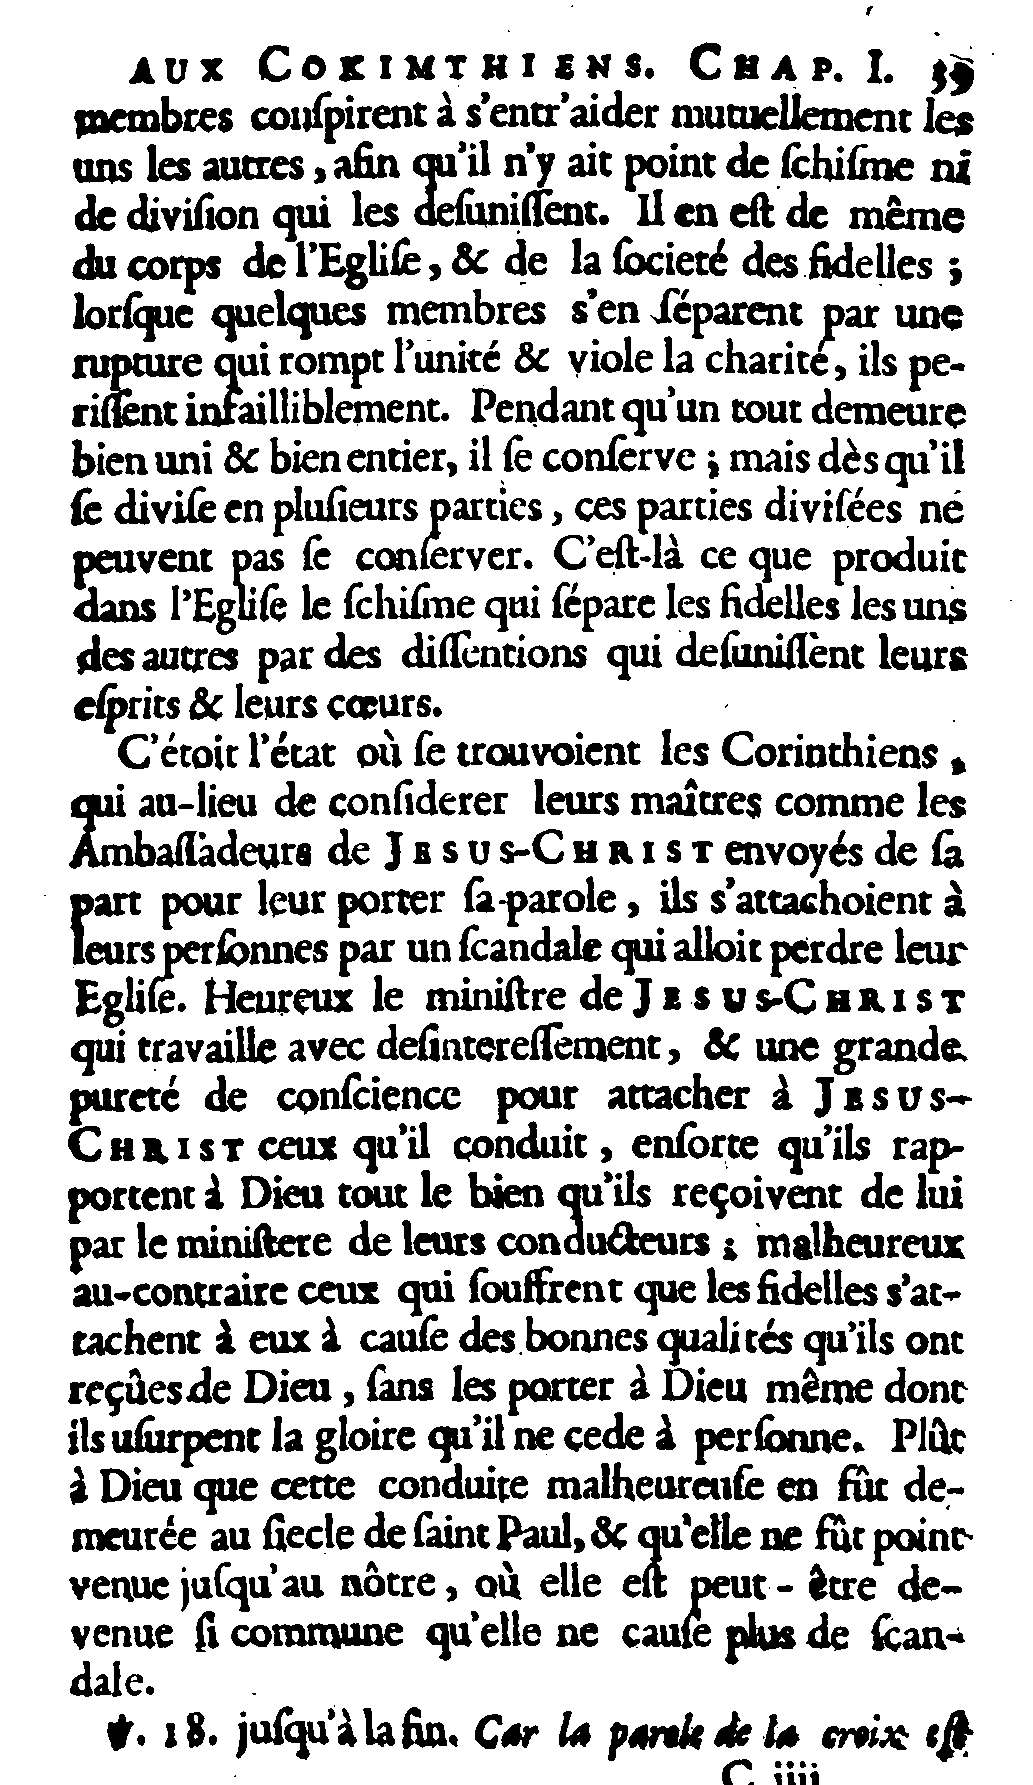 AUX CORINTHIENS. CHAP. I. 39
membres conſpirent à s'entr'aider mutuellement les
uns les autres, afin qu'il n'y ait point de ſchiſme ni
de diviſion qui les deſuniſſent. Il en eſt de même
du corps de l'Egliſe, & de la ſocieté des fidelles ;
lorſque quelques membres s'en ſéparent par une
rupture qui rompt l'unité & viole la charité, ils pe-
riſſent infailliblement. Pendant qu'un tout demeure
bien uni & bien entier, il ſe conſerve ; mais dès qu'il
ſe diviſe en pluſieurs parties, ces parties diviſées ne
peuvent pas ſe conſerver. C'eſt-là ce que produit
dans l'Egliſe le ſchiſme qui ſépare les fidelles les uns
des autres par des diſſentions qui deſuniſſent leurs
eſprits & leurs cœurs.
C'étoit l'état où ſe trouvoient les Corinthiens,
qui au-lieu de conſiderer leurs maîtres comme les
Ambaſſadeurs de JESUS-CHRIST envoyés de ſa
part pour leur porter ſa parole, ils s'attachoient à
leurs perſonnes par un ſcandale qui alloit perdre leur
Egliſe. Heureux le miniſtre de JESUS-CHRIST
qui travaille avec deſintereſſement, & une grande
pureté de conſcience pour attacher à JESUS-
CHRIST ceux qu'il conduit, enſorte qu'ils rap-
portent à Dieu tout le bien qu'ils reçoivent de lui
par le miniſtere de leurs conducteurs ; malheureux
au-contraire ceux qui ſouffrent que les fidelles s'at-
tachent à eux à cauſe des bonnes qualités qu'ils ont
reçûes de Dieu, ſans les porter à Dieu même dont
ils uſurpent la gloire qu'il ne cede à perſonne. Plût
à Dieu que cette conduite malheureuſe en fût de-
meurée au ſiecle de ſaint Paul, & qu'elle ne fût point
venue juſqu'au nôtre, où elle eſt peut-être de-
venue ſi commune qu'elle ne cauſe plus de ſcan-
dale.
℣. 18. juſqu'à la fin. Car la parole de la croix eſt
C iiij